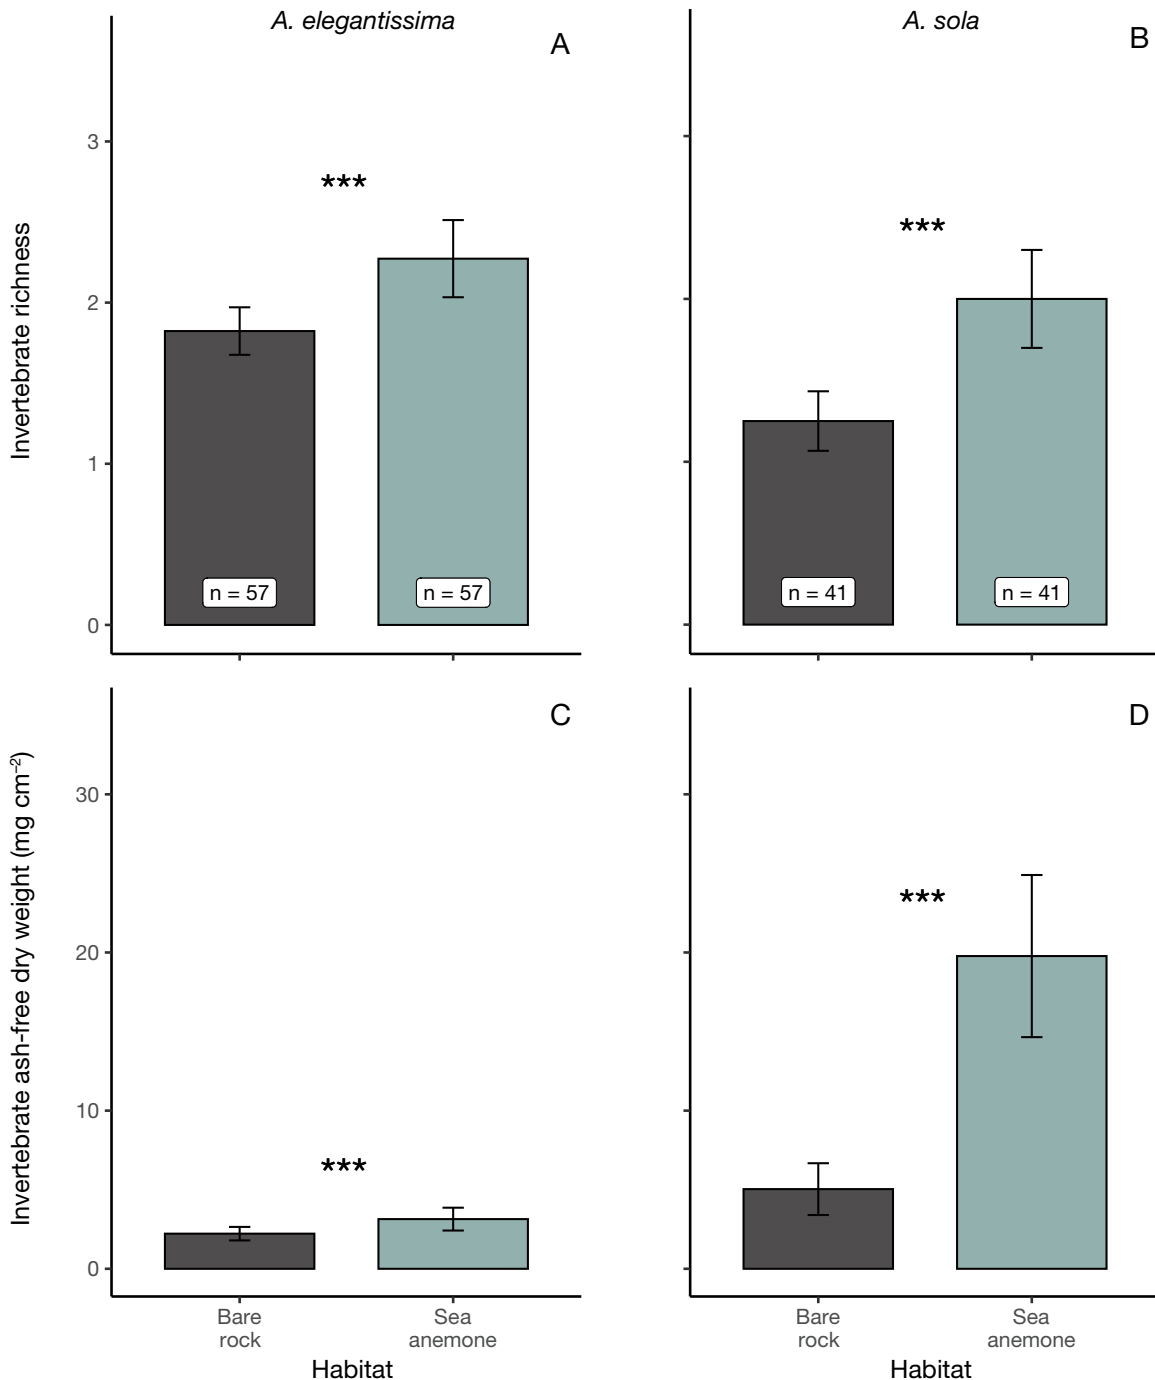 A. elegantissima
A
A. sola
B
Invertebrate richness
3
2
1
0
***
***
n = 57
n = 57
n = 41
n = 41
C
D
Invertebrate ash-free dry weight (mg cm⁻²)
30
20
10
0
***
***
Bare
rock
Sea
anemone
Bare
rock
Sea
anemone
Habitat
Habitat